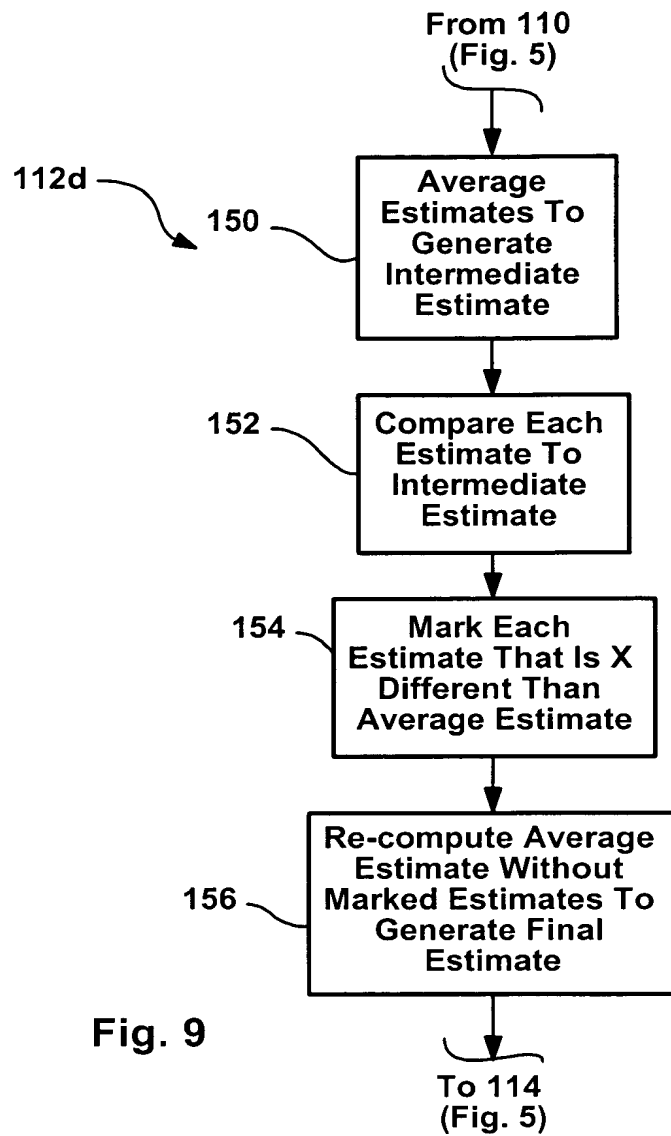 From 110
(Fig. 5)
112d
150
Average
Estimates To
Generate
Intermediate
Estimate
152
Compare Each
Estimate To
Intermediate
Estimate
154
Mark Each
Estimate That Is X
Different Than
Average Estimate
156
Re-compute Average
Estimate Without
Marked Estimates To
Generate Final
Estimate
Fig. 9
To 114
(Fig. 5)